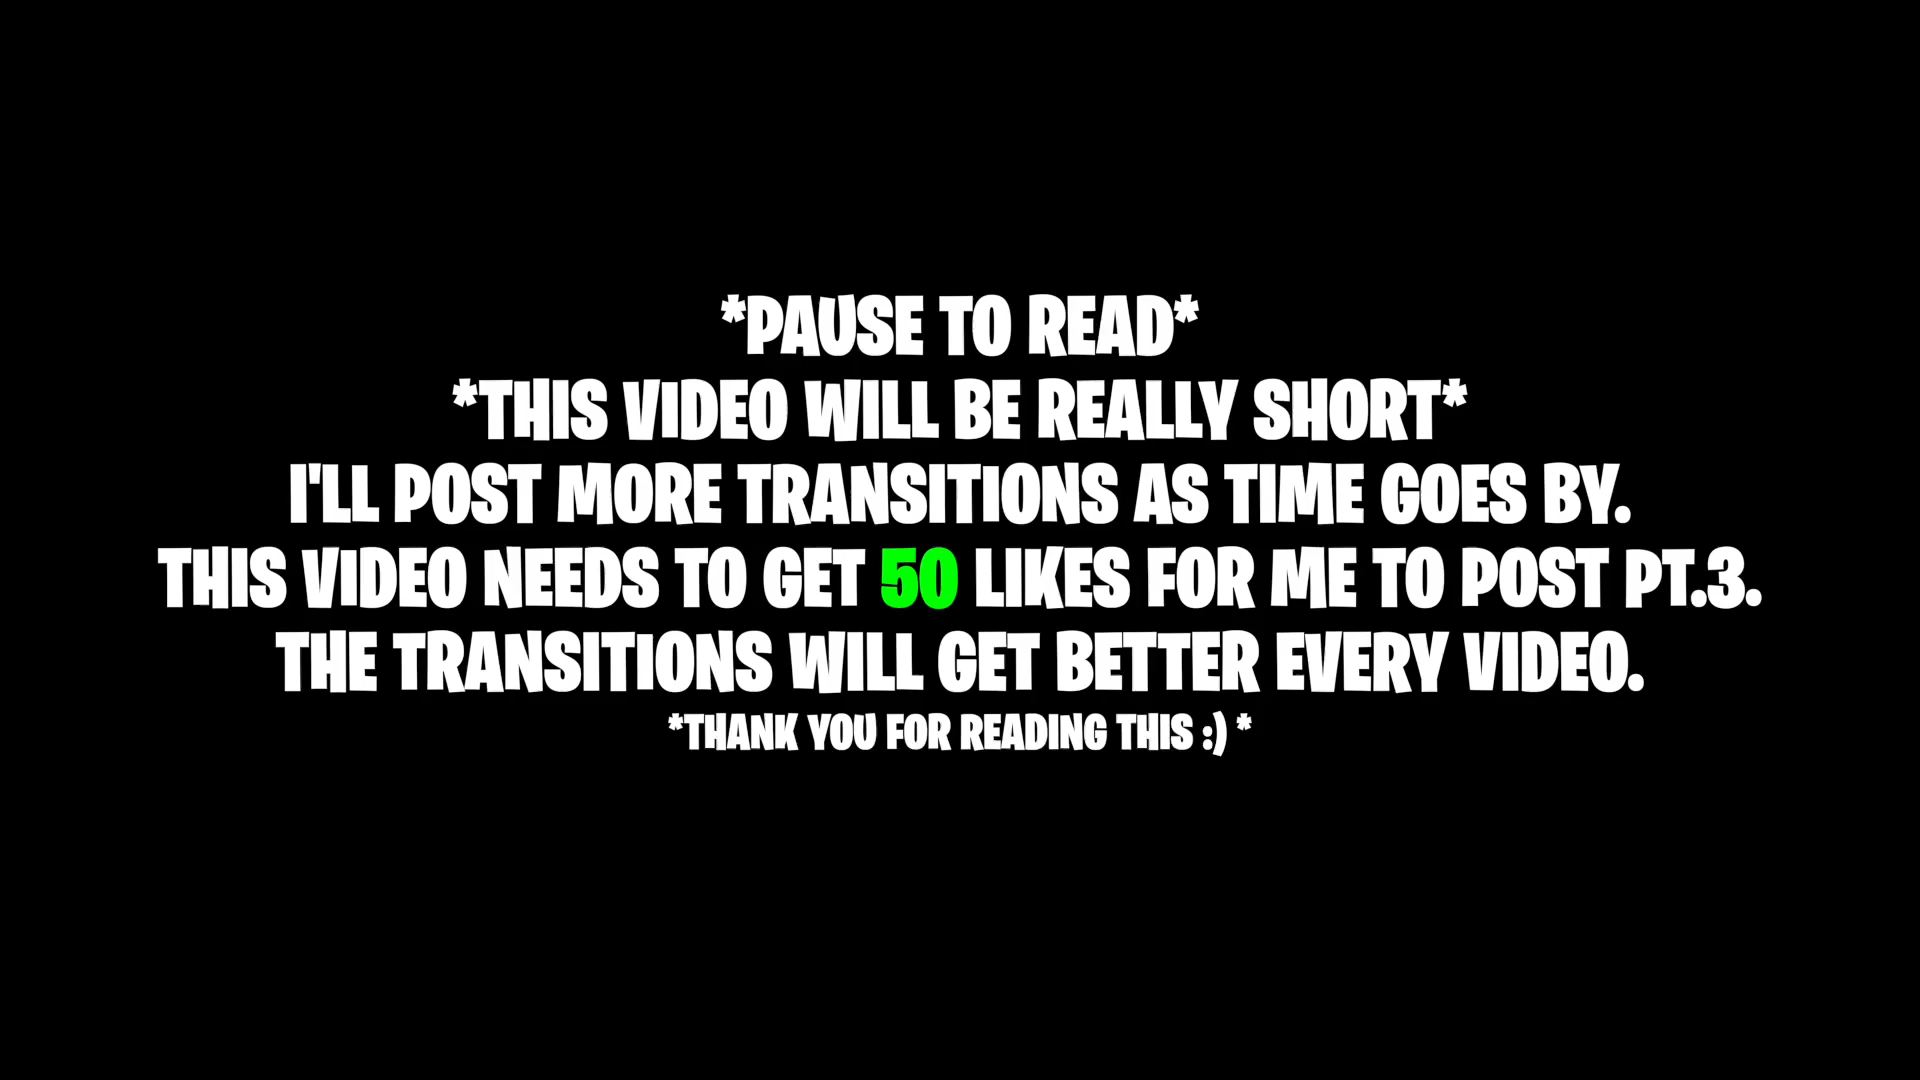 *PAUSE TO READ*
*THIS VIDEO WILL BE REALLY SHORT*
I'LL POST MORE TRANSITIONS AS TIME GOES BY.
THIS VIDEO NEEDS TO GET 50 LIKES FOR ME TO POST PT.3.
THE TRANSITIONS WILL GET BETTER EVERY VIDEO.
*THANK YOU FOR READING THIS :) *